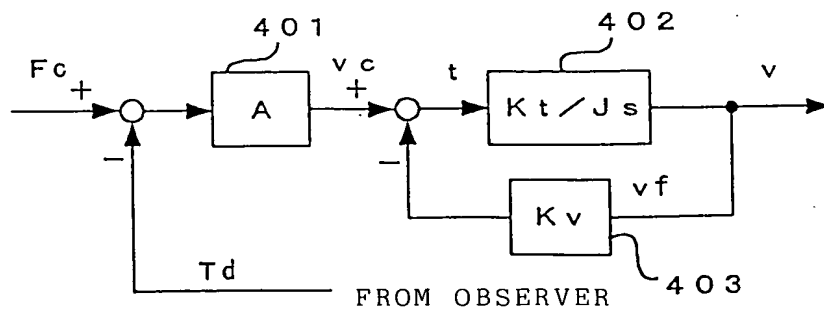 401
402
Fc
+
vc
+
t
v
A
Kt/Js
−
−
vf
Kv
Td
403
FROM OBSERVER